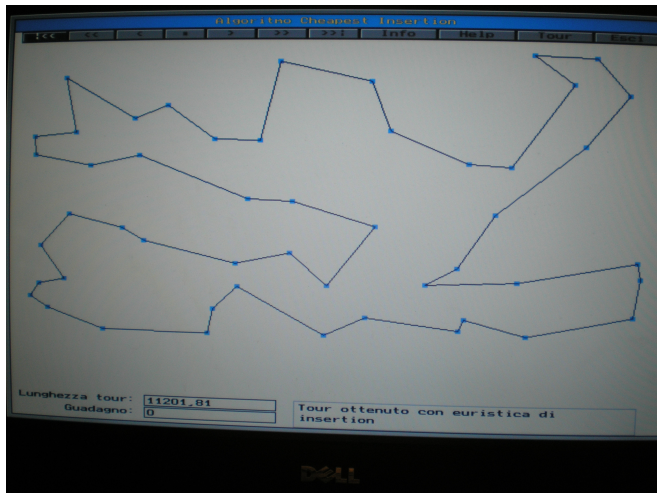 Algoritmo Cheapest Insertion
¦<< << < ■ > >> >>¦ Info Help Tour Esci
Lunghezza tour: 11201,81
Guadagno: 0
Tour ottenuto con euristica di
insertion
DELL